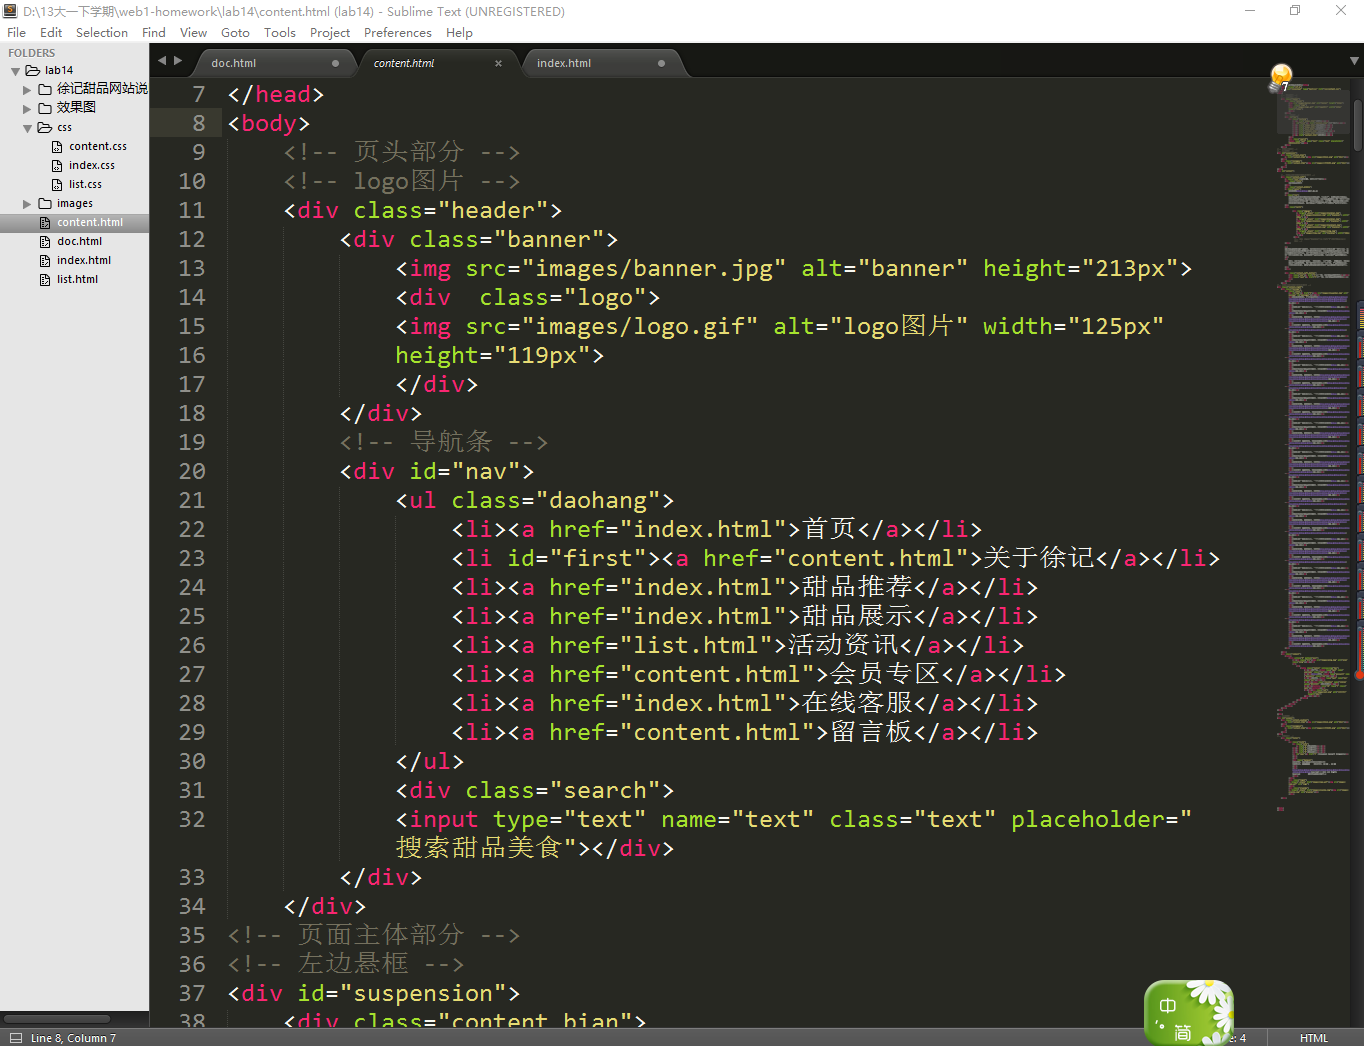 D:\13大一下学期\web1-homework\lab14\content.html (lab14) - Sublime Text (UNREGISTERED)
File Edit Selection Find View Goto Tools Project Preferences Help
FOLDERS
lab14
徐记甜品网站说
效果图
css
content.css
index.css
list.css
images
content.html
doc.html
index.html
list.html
doc.html content.html index.html
7
7 </head>
8 <body>
9 <!-- 页头部分 -->
10 <!-- logo图片 -->
11 <div class="header">
12 <div class="banner">
13 <img src="images/banner.jpg" alt="banner" height="213px">
14 <div  class="logo">
15 <img src="images/logo.gif" alt="logo图片" width="125px"
16 height="119px">
17 </div>
18 </div>
19 <!-- 导航条 -->
20 <div id="nav">
21 <ul class="daohang">
22 <li><a href="index.html">首页</a></li>
23 <li id="first"><a href="content.html">关于徐记</a></li>
24 <li><a href="index.html">甜品推荐</a></li>
25 <li><a href="index.html">甜品展示</a></li>
26 <li><a href="list.html">活动资讯</a></li>
27 <li><a href="content.html">会员专区</a></li>
28 <li><a href="index.html">在线客服</a></li>
29 <li><a href="content.html">留言板</a></li>
30 </ul>
31 <div class="search">
32 <input type="text" name="text" class="text" placeholder="
搜索甜品美食"></div>
33 </div>
34 </div>
35 <!-- 页面主体部分 -->
36 <!-- 左边悬框 -->
37 <div id="suspension">
38 <div class="content_bian">
中
简
Line 8, Column 7 e: 4 HTML